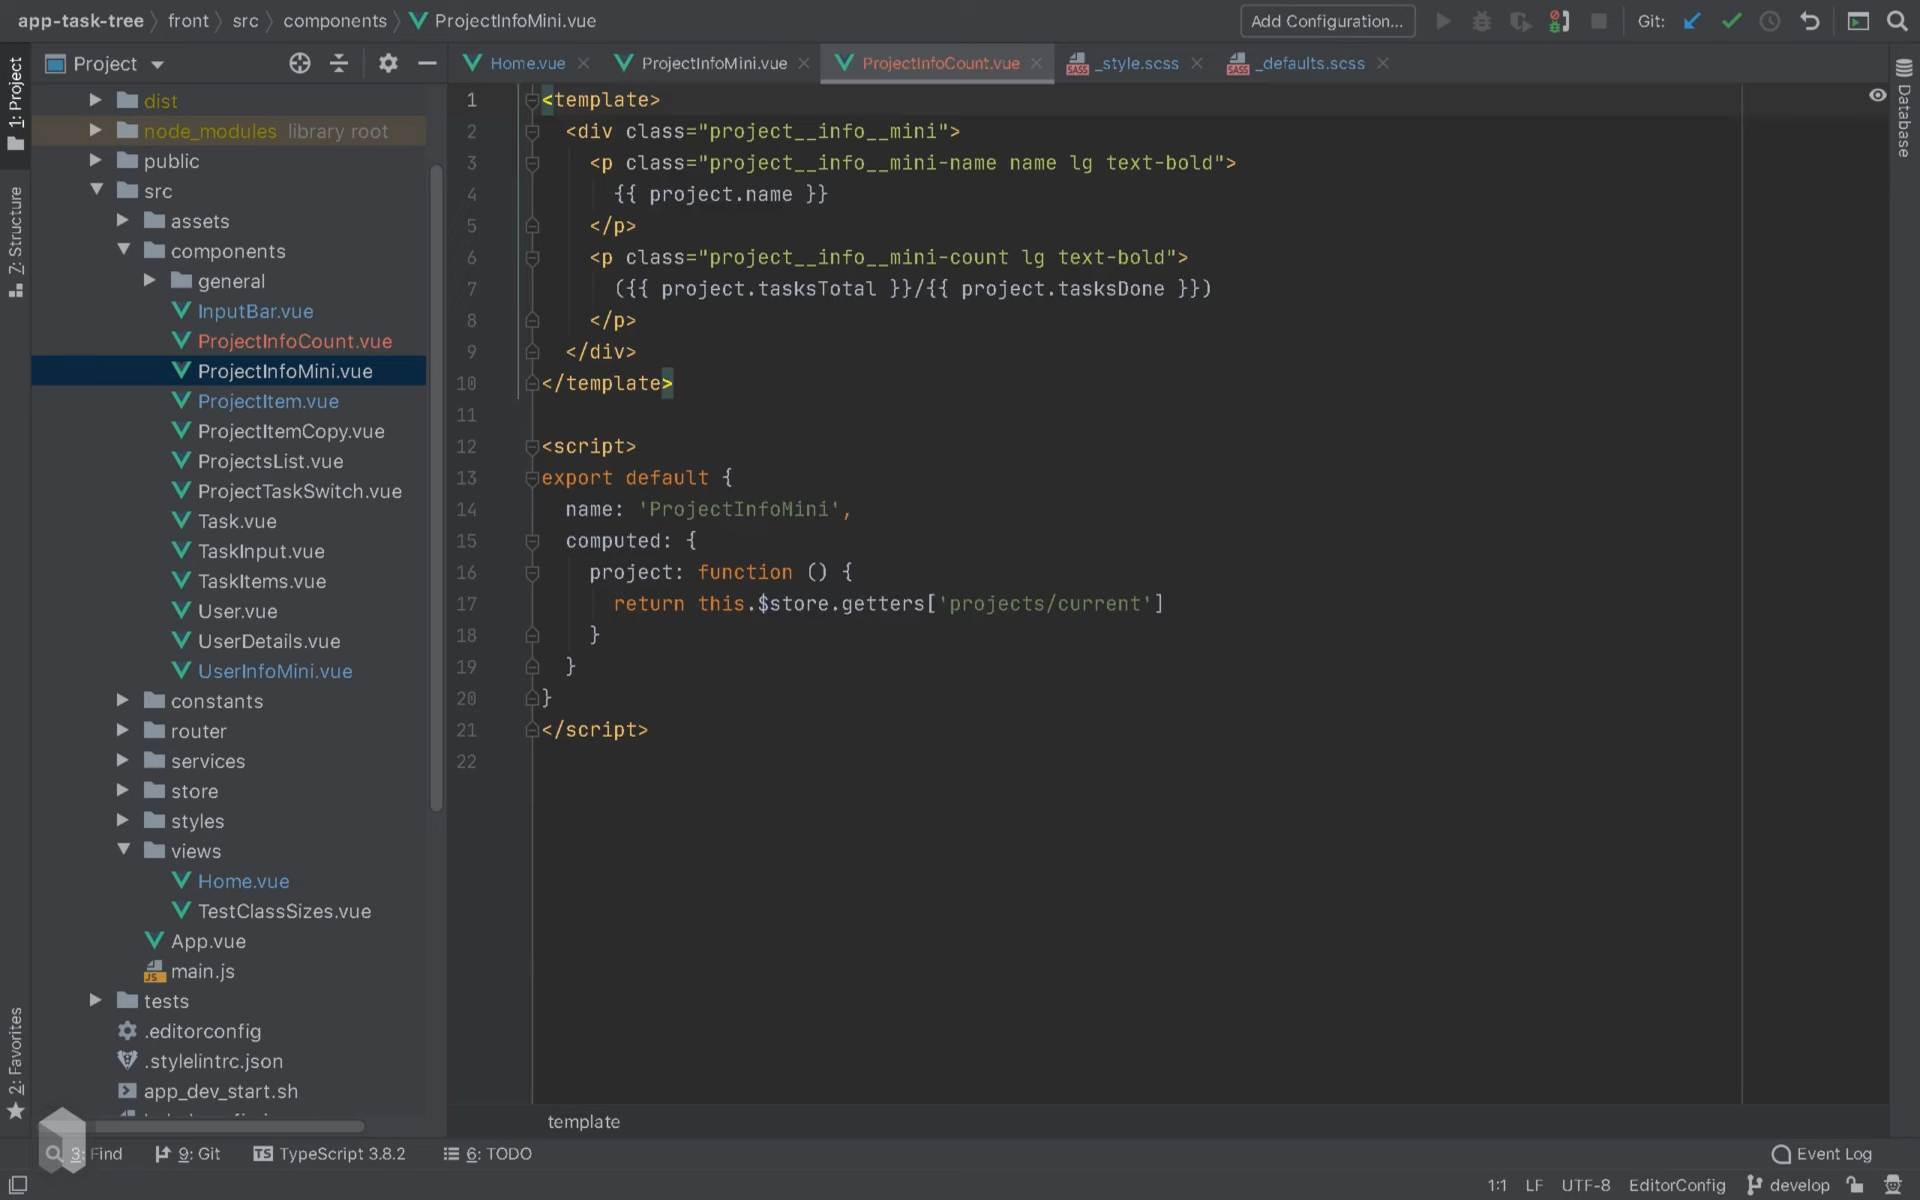 app-task-tree front src components ProjectInfoMini.vue Add Configuration... Git:
1: Project
7: Structure
2: Favorites
Project
dist
node_modules library root
public
src
assets
components
general
InputBar.vue
ProjectInfoCount.vue
ProjectInfoMini.vue
ProjectItem.vue
ProjectItemCopy.vue
ProjectsList.vue
ProjectTaskSwitch.vue
Task.vue
TaskInput.vue
TaskItems.vue
User.vue
UserDetails.vue
UserInfoMini.vue
constants
router
services
store
styles
views
Home.vue
TestClassSizes.vue
App.vue
main.js
tests
.editorconfig
.stylelintrc.json
app_dev_start.sh
Home.vue ProjectInfoMini.vue ProjectInfoCount.vue _style.scss _defaults.scss
1 <template>
2 <div class="project__info__mini">
3 <p class="project__info__mini-name name lg text-bold">
4 {{ project.name }}
5 </p>
6 <p class="project__info__mini-count lg text-bold">
7 ({{ project.tasksTotal }}/{{ project.tasksDone }})
8 </p>
9 </div>
10 </template>
11
12 <script>
13 export default {
14 name: 'ProjectInfoMini',
15 computed: {
16 project: function () {
17 return this.$store.getters['projects/current']
18 }
19 }
20 }
21 </script>
22
template
Database
3: Find 9: Git TypeScript 3.8.2 6: TODO Event Log
1:1 LF UTF-8 EditorConfig develop